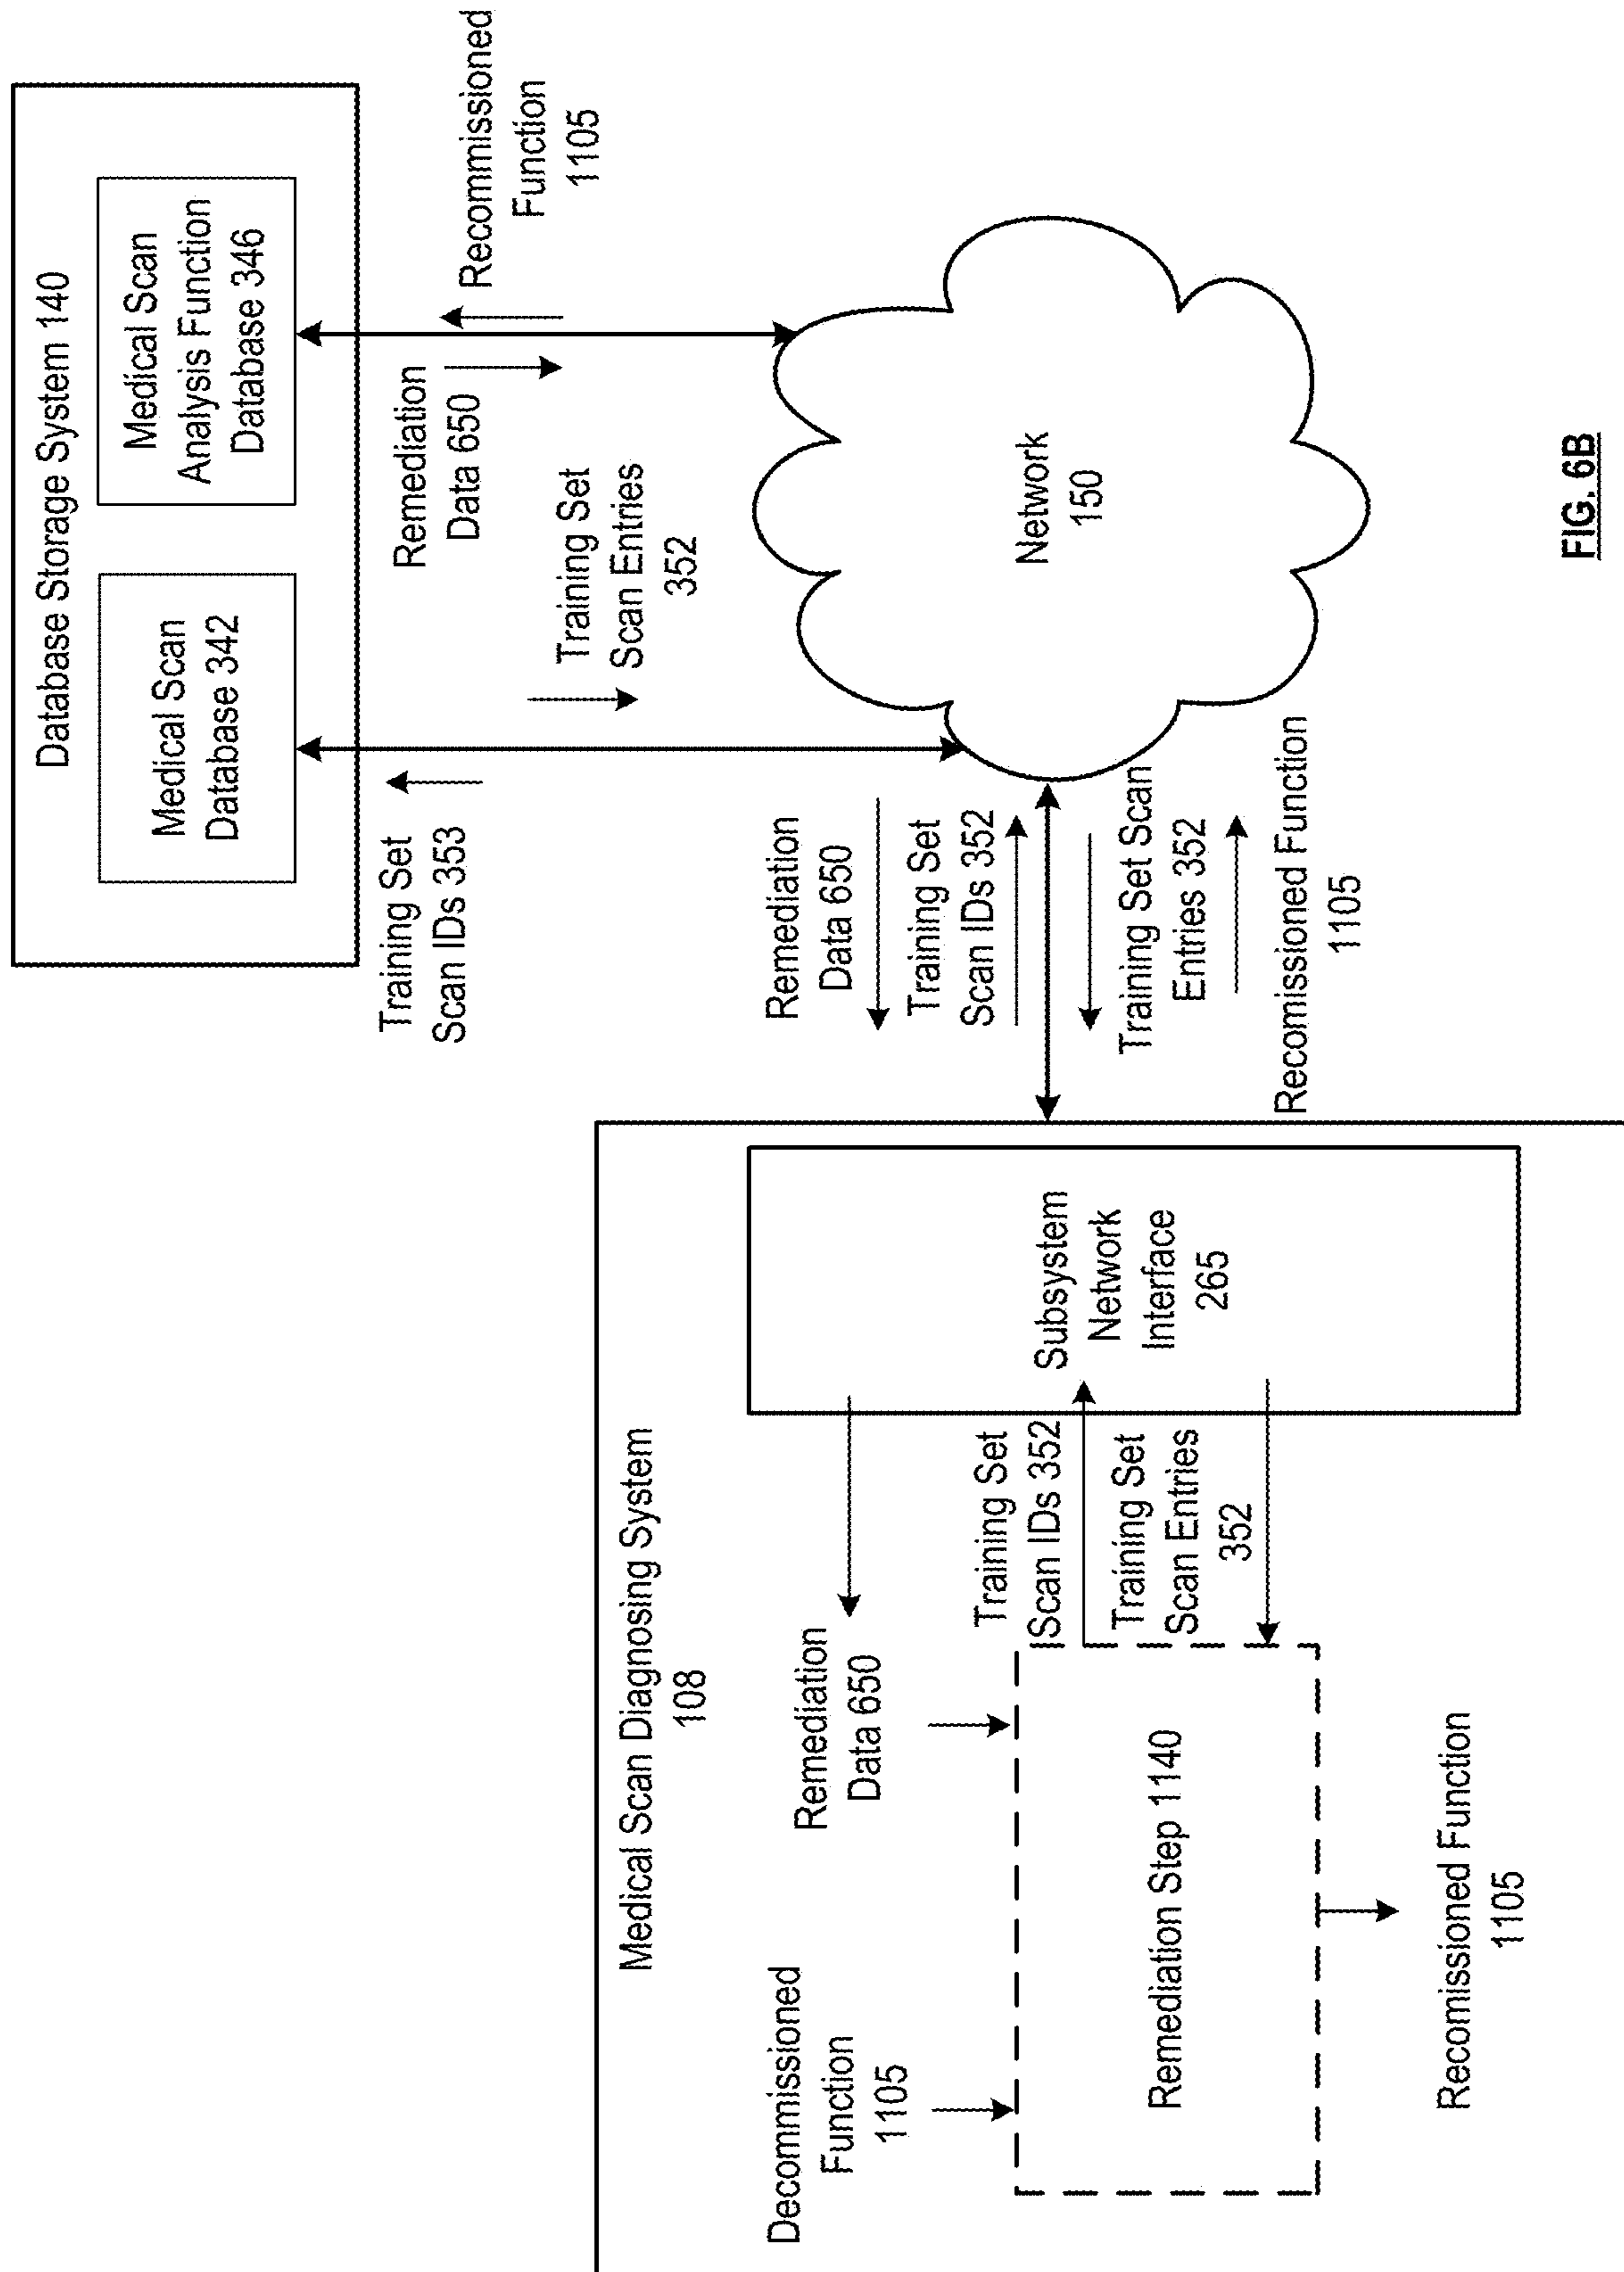 Database Storage System 140
Medical Scan
Database 342
Medical Scan
Analysis Function
Database 346
Training Set
Scan IDs 353
Training Set
Scan Entries
352
Remediation
Data 650
Recommissioned
Function
1105
Network
150
Remediation
Data 650
Training Set
Scan IDs 352
Training Set Scan
Entries 352
Recomissioned Function
1105
Medical Scan Diagnosing System
108
Subsystem
Network
Interface
265
Remediation
Data 650
Training Set
Scan IDs 352
Training Set
Scan Entries
352
Decommissioned
Function
1105
Remediation Step 1140
Recomissioned Function
1105
FIG. 6B